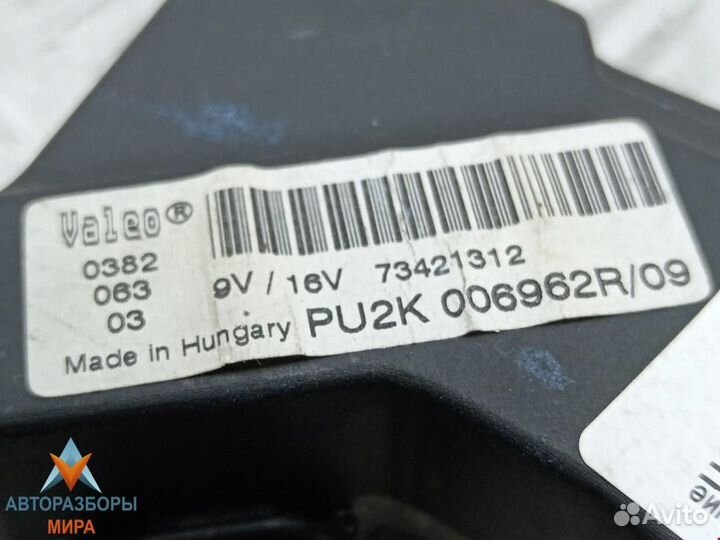 Valeo®
0382
063
03
9V / 16V 73421312
Made in Hungary PU2K 006962R/09
АВТОРАЗБОРЫ
МИРА
Avito